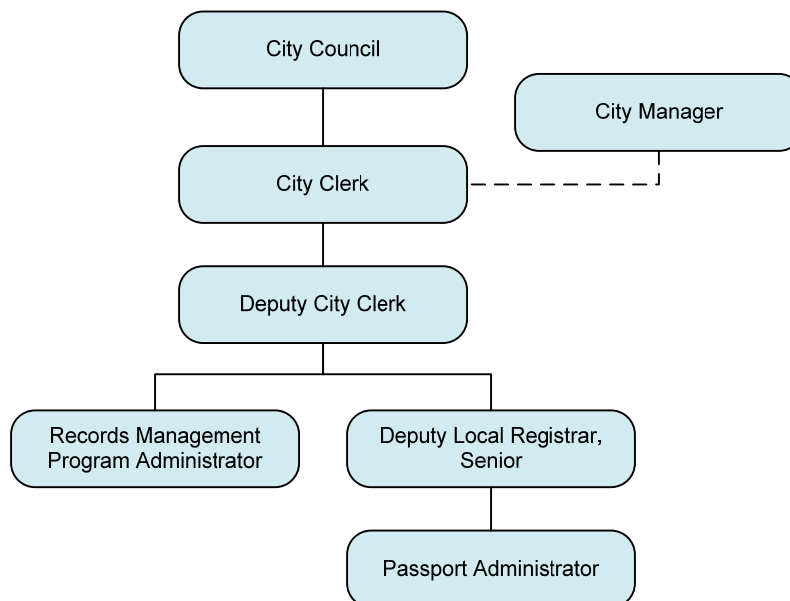 City Council
City Manager
City Clerk
Deputy City Clerk
Records Management
Program Administrator
Deputy Local Registrar,
Senior
Passport Administrator